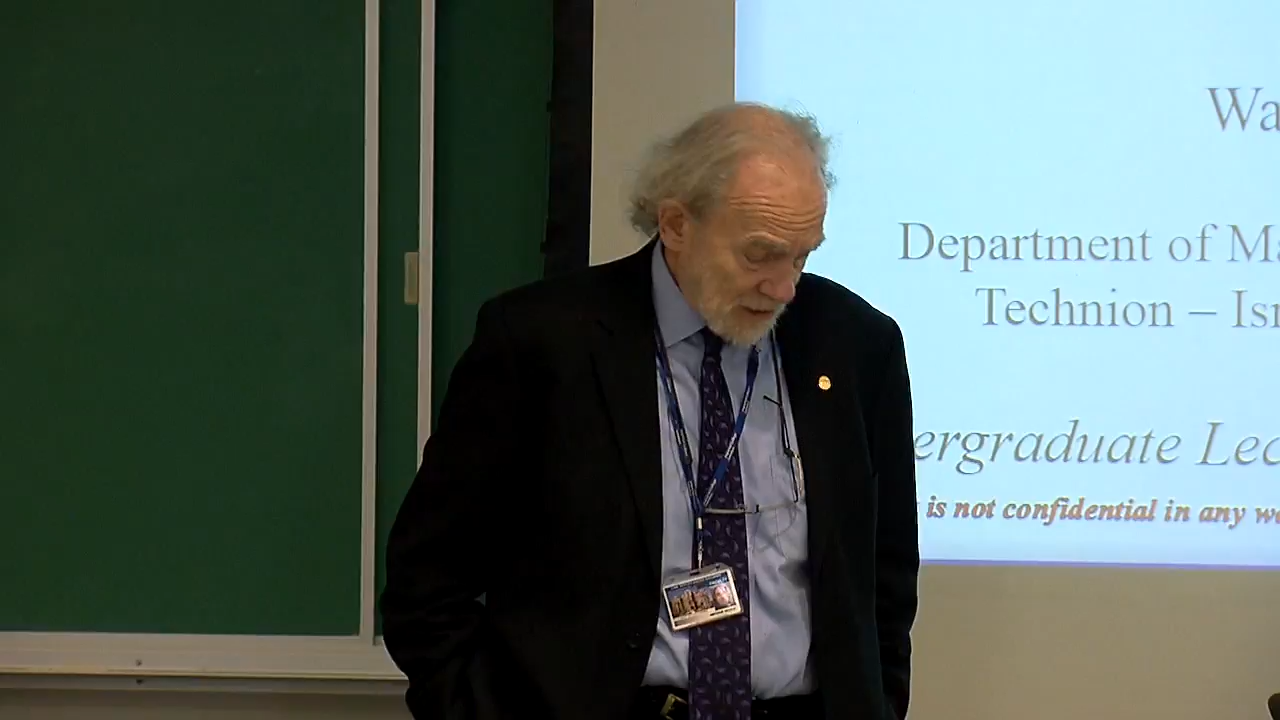 Wa
Department of Ma
Technion – Isr
ergraduate Lec
is not confidential in any wa